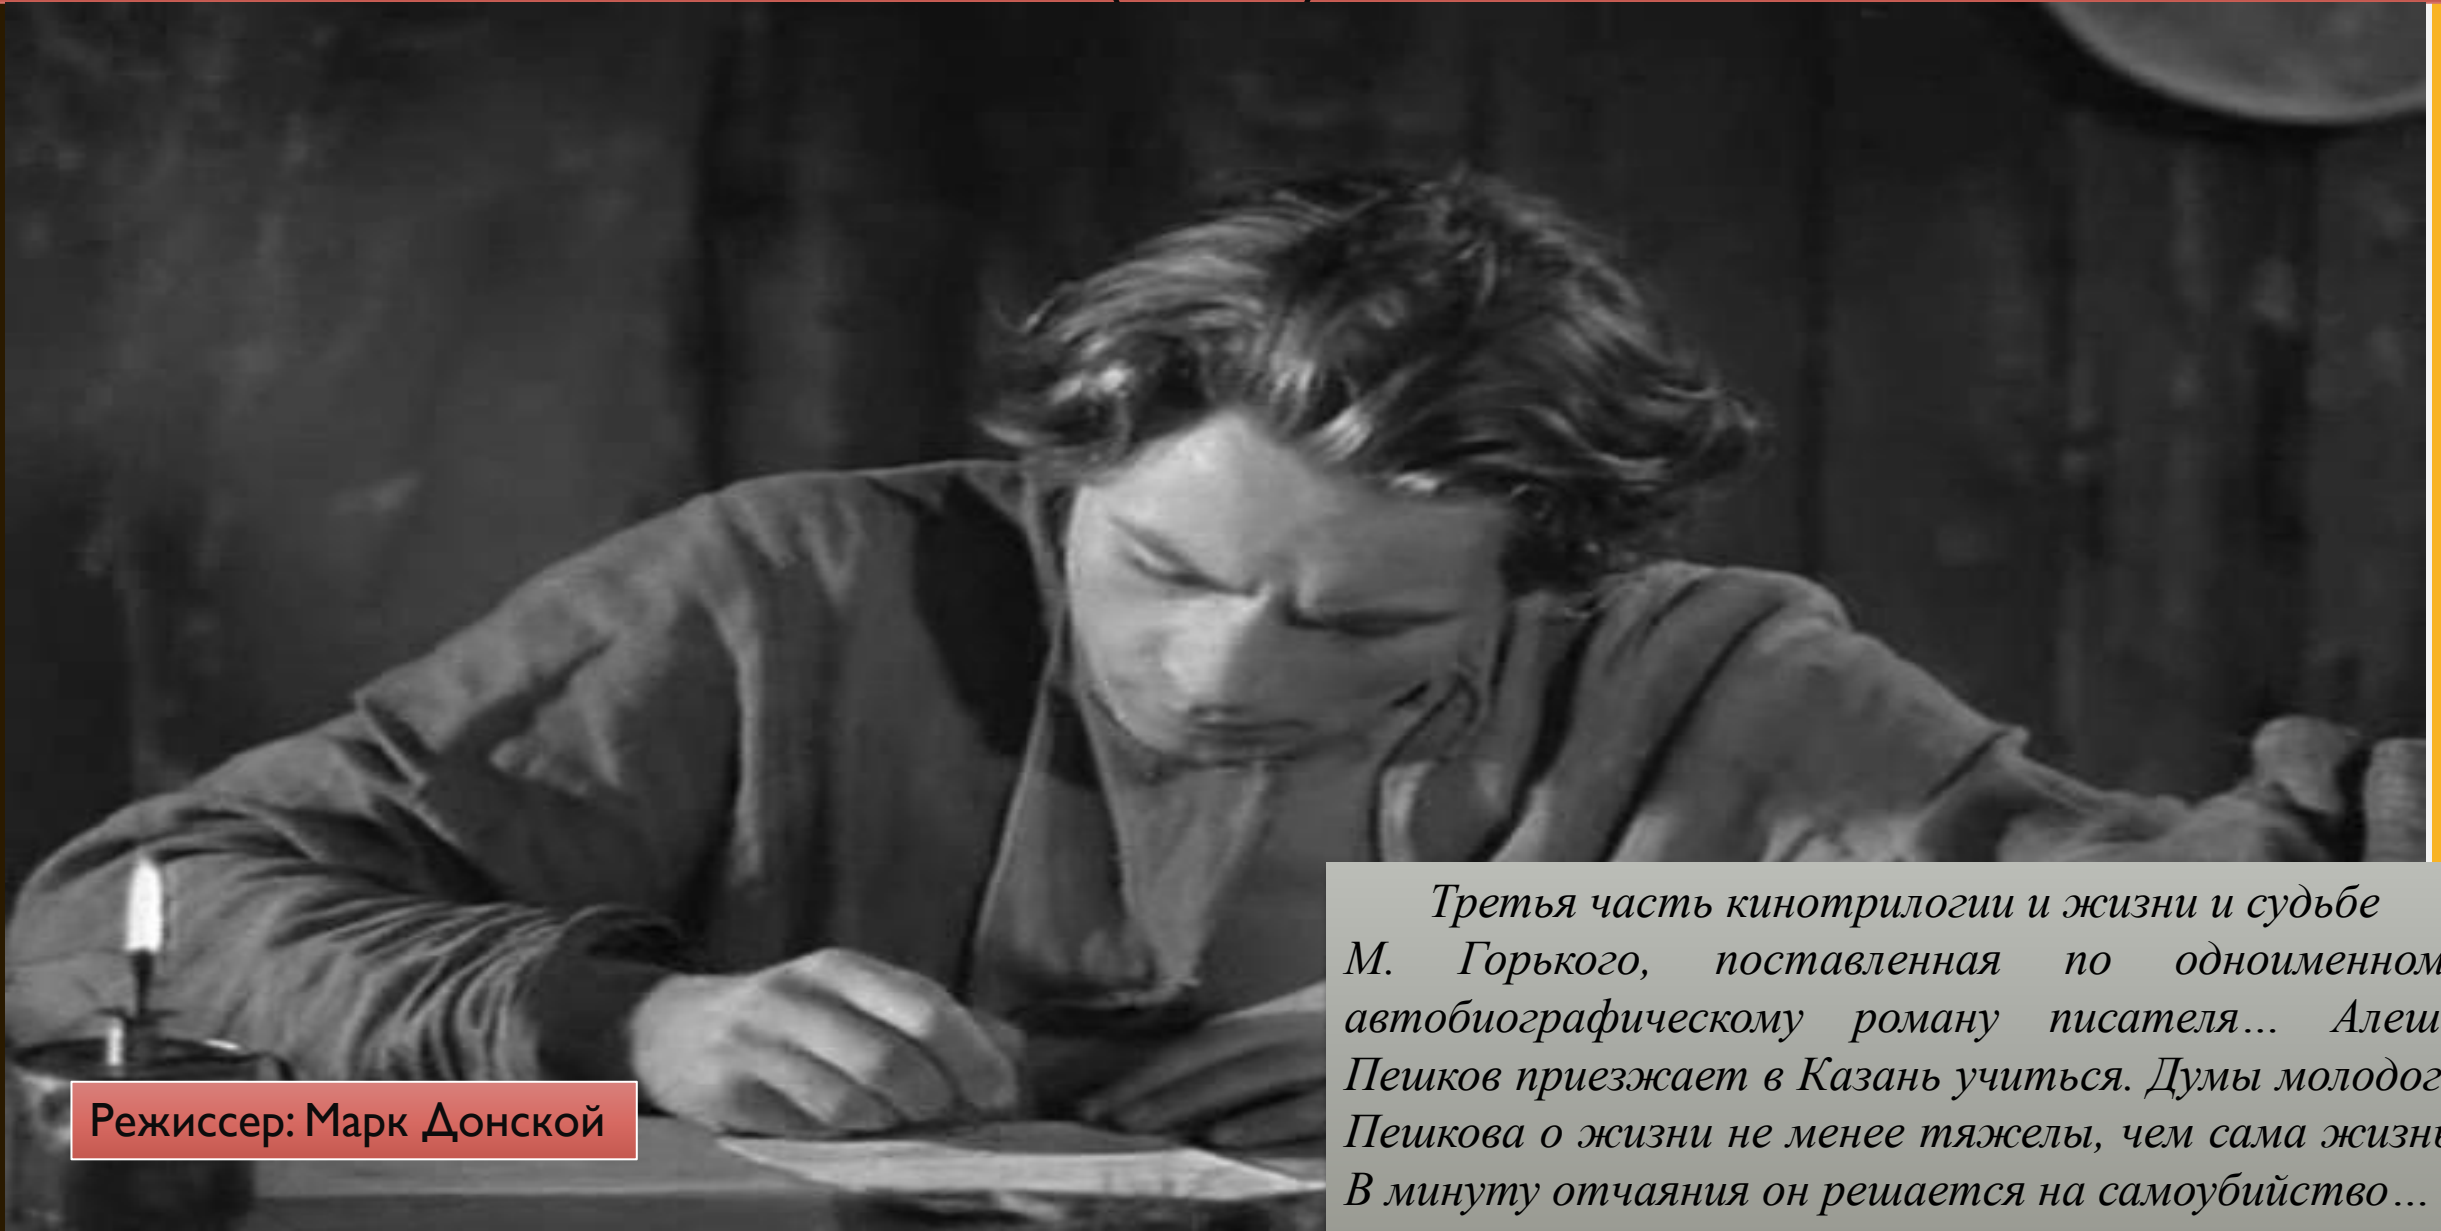 Режиссер: Марк Донской
Третья часть кинотрилогии и жизни и судьбе
М. Горького, поставленная по одноименном
автобиографическому роману писателя... Алеш
Пешков приезжает в Казань учиться. Думы молодог
Пешкова о жизни не менее тяжелы, чем сама жизнь
В минуту отчаяния он решается на самоубийство...